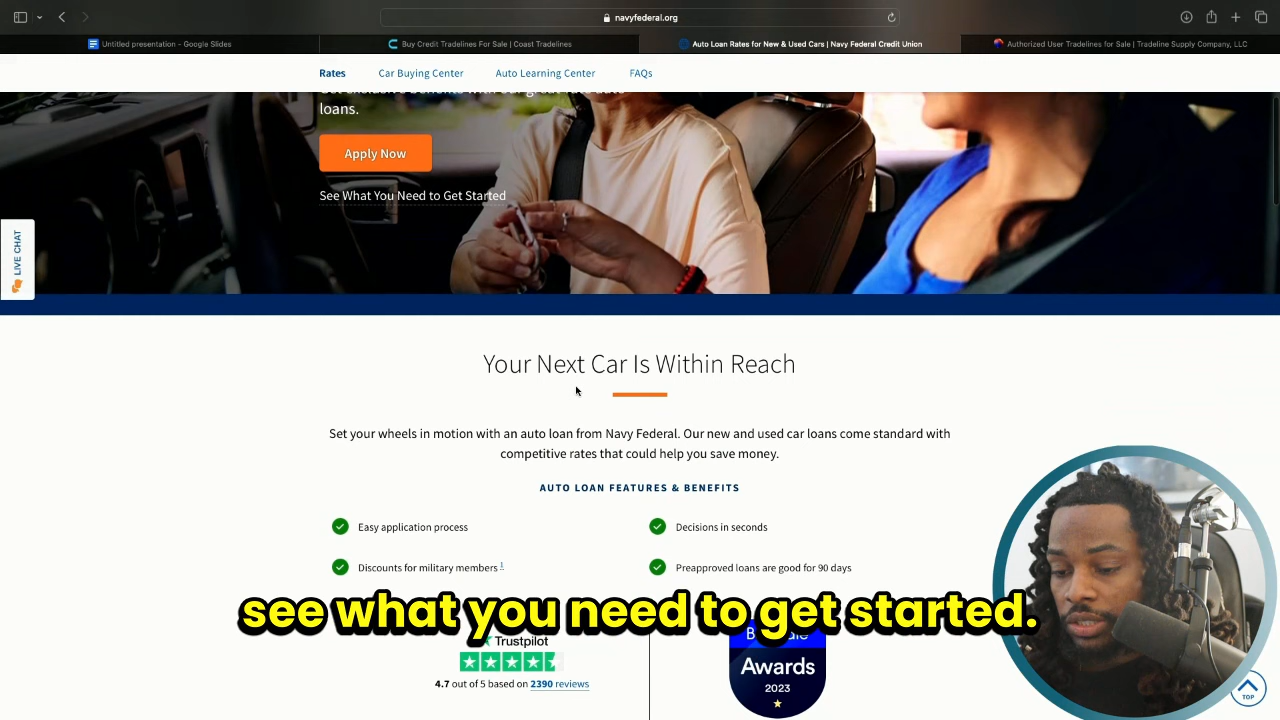 navyfederal.org
Untitled presentation - Google Slides
Buy Credit Tradelines For Sale | Coast Tradelines
Auto Loan Rates for New & Used Cars | Navy Federal Credit Union
Authorized User Tradelines for Sale | Tradeline Supply Company, LLC
Rates
Car Buying Center
Auto Learning Center
FAQs
loans.
Apply Now
See What You Need to Get Started
LIVE CHAT
Your Next Car Is Within Reach
Set your wheels in motion with an auto loan from Navy Federal. Our new and used car loans come standard with
competitive rates that could help you save money.
AUTO LOAN FEATURES & BENEFITS
Easy application process
Decisions in seconds
Discounts for military members 1
Preapproved loans are good for 90 days
see what you need to get started.
Trustpilot
4.7 out of 5 based on 2390 reviews
Awards
2023
TOP